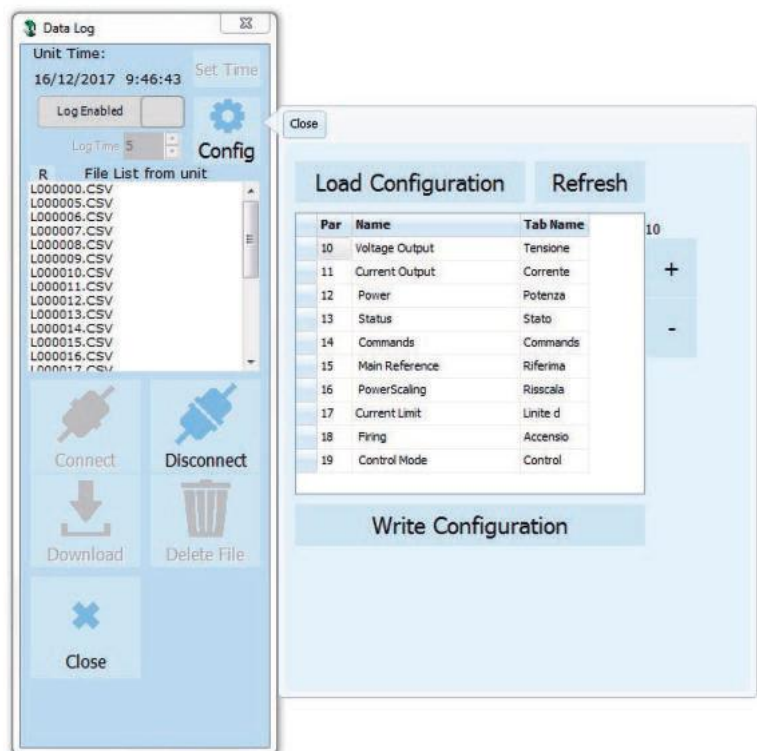 Data Log
Unit Time:
16/12/2017 9:46:43
Set Time
Log Enabled
Log Time 5
Config
R File List from unit
L000000.CSV
L000005.CSV
L000006.CSV
L000007.CSV
L000008.CSV
L000009.CSV
L000010.CSV
L000011.CSV
L000012.CSV
L000013.CSV
L000014.CSV
L000015.CSV
L000016.CSV
L000017.CSV
Connect Disconnect
Download Delete File
Close
Close
Load Configuration Refresh
Par Name Tab Name
10 Voltage Output Tensione
11 Current Output Corrente
12 Power Potenza
13 Status Stato
14 Commands Commands
15 Main Reference Riferima
16 PowerScaling Risscala
17 Current Limit Linite d
18 Firing Accensio
19 Control Mode Control
10
+
-
Write Configuration